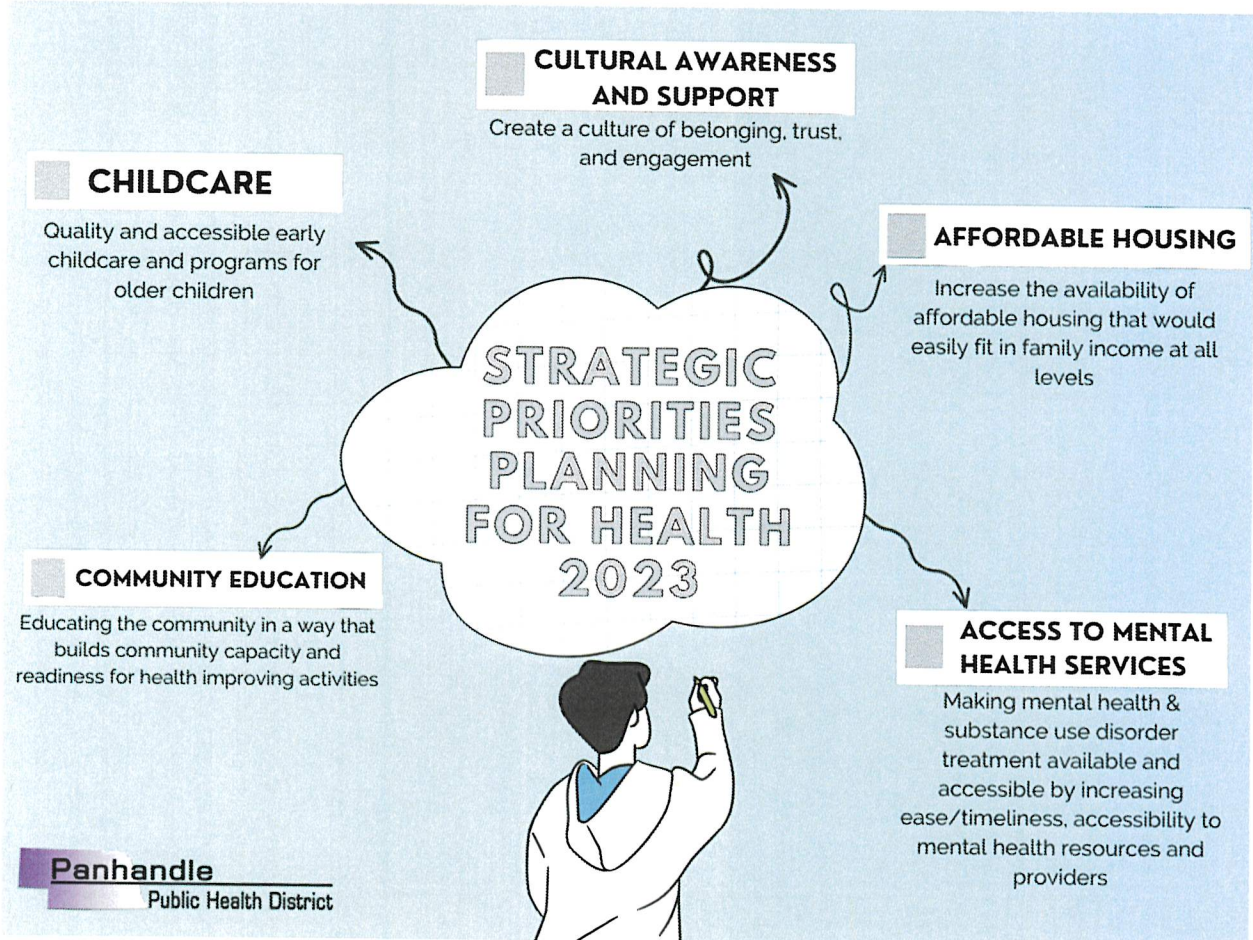 CULTURAL AWARENESS
AND SUPPORT
Create a culture of belonging, trust,
and engagement
CHILDCARE
Quality and accessible early
childcare and programs for
older children
AFFORDABLE HOUSING
Increase the availability of
affordable housing that would
easily fit in family income at all
levels
STRATEGIC
PRIORITIES
PLANNING
FOR HEALTH
2023
COMMUNITY EDUCATION
Educating the community in a way that
builds community capacity and
readiness for health improving activities
ACCESS TO MENTAL
HEALTH SERVICES
Making mental health &
substance use disorder
treatment available and
accessible by increasing
ease/timeliness, accessibility to
mental health resources and
providers
Panhandle
Public Health District